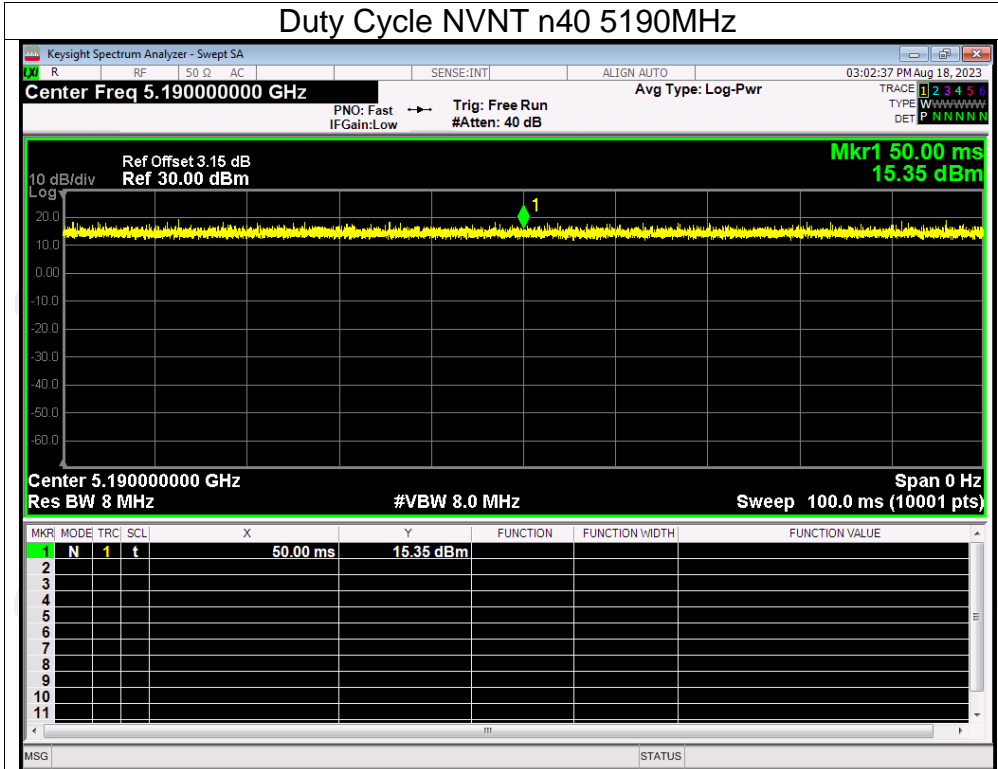 Duty Cycle NVNT n40 5190MHz
Keysight Spectrum Analyzer - Swept SA
LXI R RF 50 Ω AC SENSE:INT ALIGN AUTO 03:02:37 PM Aug 18, 2023
Center Freq 5.190000000 GHz Avg Type: Log-Pwr TRACE 1 2 3 4 5 6
PNO: Fast Trig: Free Run TYPE WWWWWW
IFGain:Low #Atten: 40 dB DET P N N N N N
Mkr1 50.00 ms
Ref Offset 3.15 dB
10 dB/div Ref 30.00 dBm 15.35 dBm
Log
1
20.0
10.0
0.00
-10.0
-20.0
-30.0
-40.0
-50.0
-60.0
Center 5.190000000 GHz Span 0 Hz
Res BW 8 MHz #VBW 8.0 MHz Sweep 100.0 ms (10001 pts)
MKR MODE TRC SCL X Y FUNCTION FUNCTION WIDTH FUNCTION VALUE
1 N 1 t 50.00 ms 15.35 dBm
2
3
4
5
6
7
8
9
10
11
MSG STATUS